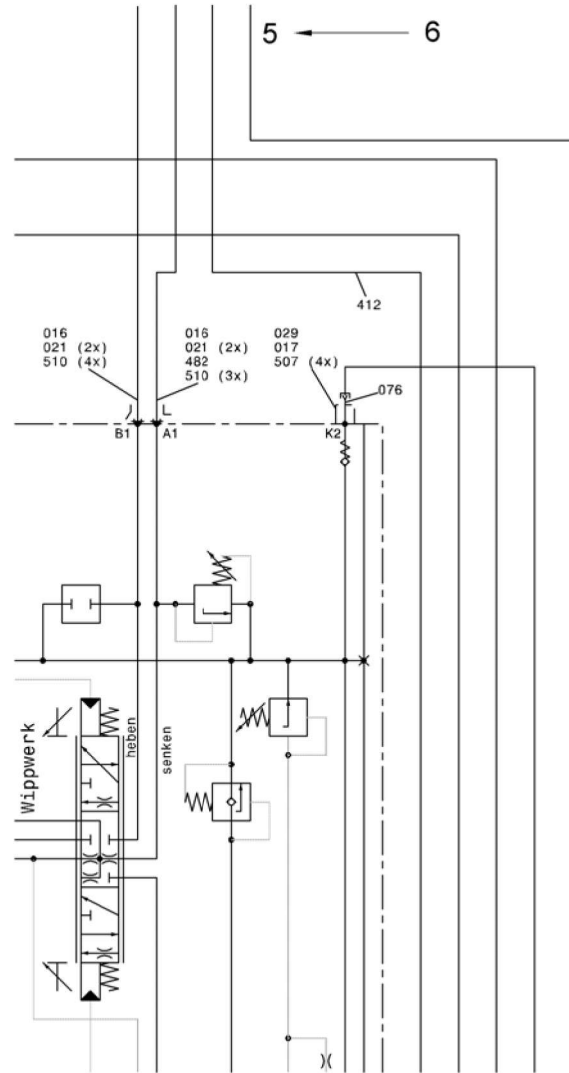 5 6
412
016
021 (2x)
510 (4x)
016
021 (2x)
482
510 (3x)
029
017
507 (4x)
076
B1
A1
K2
Wippwerk
heben
senken